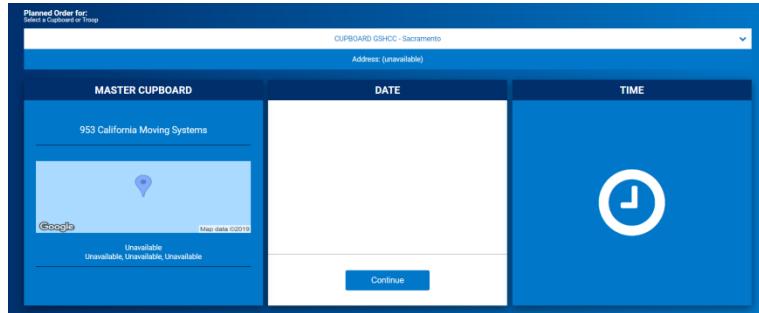 Planned Order for:
Select a Cupboard or Troop
CUPBOARD GSHCC - Sacramento
Address: (unavailable)
MASTER CUPBOARD
953 California Moving Systems
Google
Map data ©2019
Unavailable
Unavailable, Unavailable, Unavailable
DATE
Continue
TIME